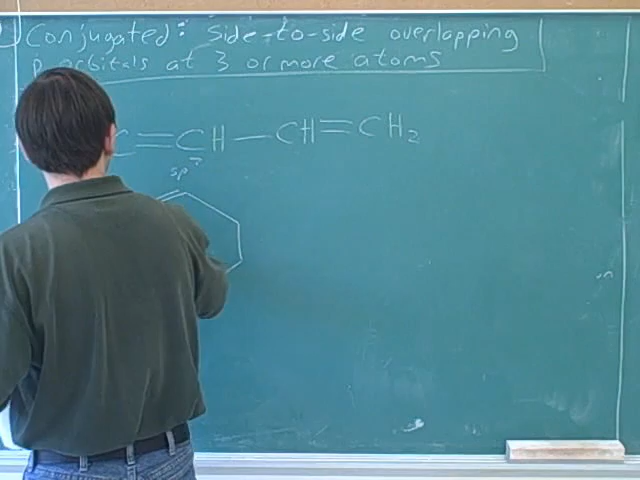 Conjugated: Side-to-side overlapping
p orbitals at 3 or more atoms
C=CH—CH=CH2
sp2